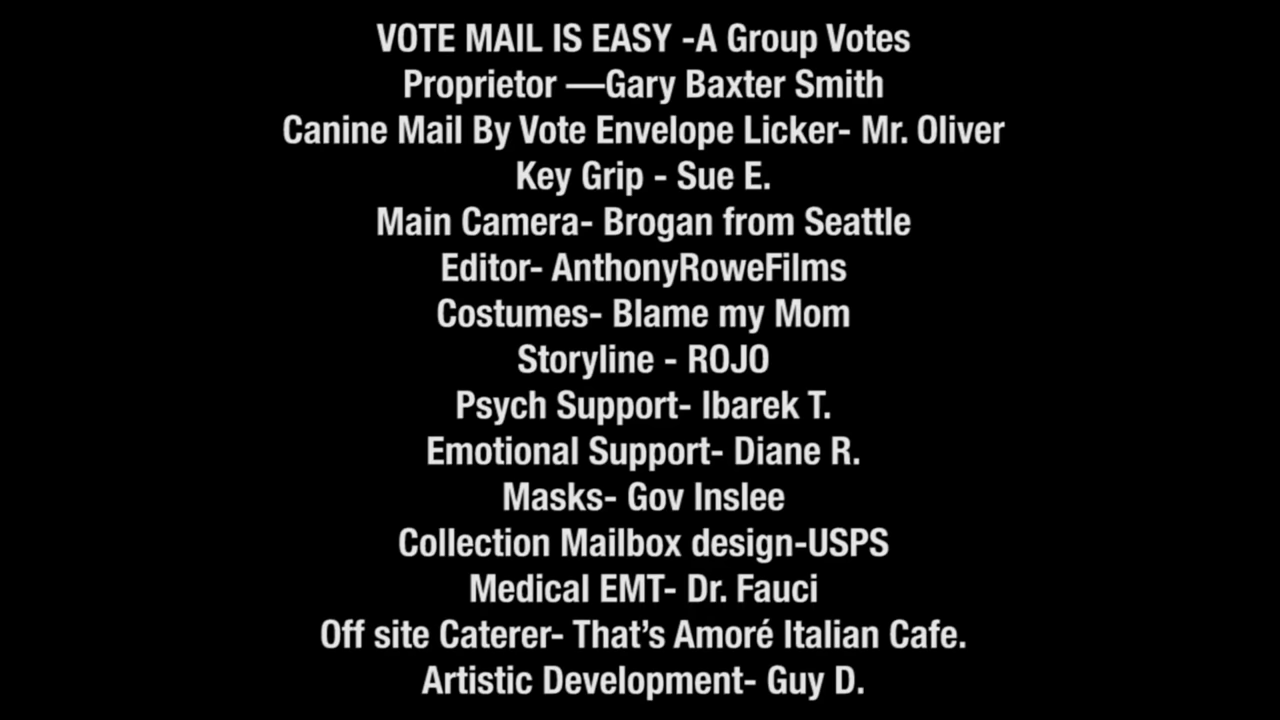 VOTE MAIL IS EASY -A Group Votes
Proprietor —Gary Baxter Smith
Canine Mail By Vote Envelope Licker- Mr. Oliver
Key Grip - Sue E.
Main Camera- Brogan from Seattle
Editor- AnthonyRoweFilms
Costumes- Blame my Mom
Storyline - ROJO
Psych Support- Ibarek T.
Emotional Support- Diane R.
Masks- Gov Inslee
Collection Mailbox design-USPS
Medical EMT- Dr. Fauci
Off site Caterer- That’s Amoré Italian Cafe.
Artistic Development- Guy D.